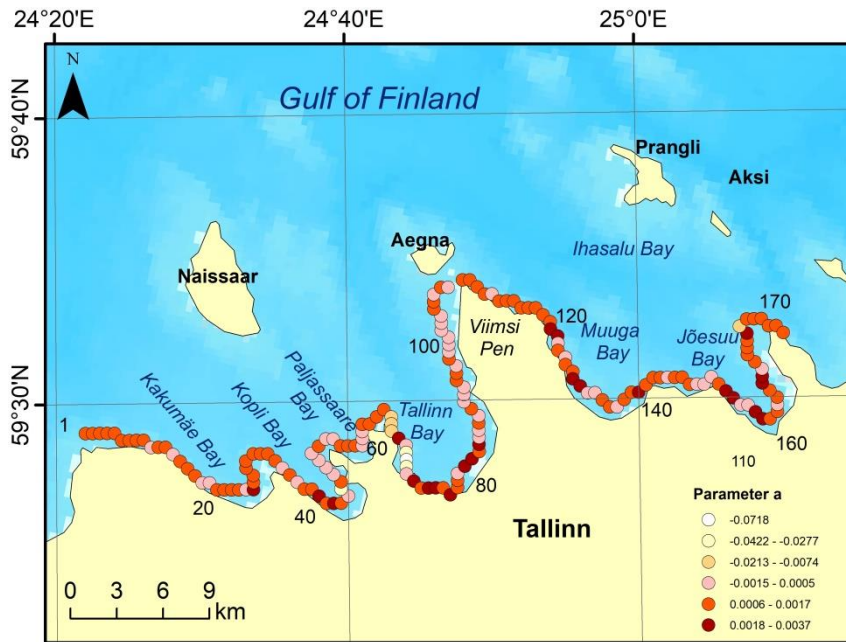 24°20'E
24°40'E
25°0'E
N
59°40'N
Gulf of Finland
Prangli
Aksi
Aegna
Ihasalu Bay
Naissaar
170
120
Viimsi
Pen
100
Muuga
Bay
Jõesuu
Bay
59°30'N
Paljassaare
Bay
Kopli Bay
Kakumäe Bay
Tallinn
Bay
1
60
140
160
110
20
40
80
Tallinn
Parameter a
-0.0718
-0.0422 - -0.0277
-0.0213 - -0.0074
-0.0015 - 0.0005
0.0006 - 0.0017
0.0018 - 0.0037
0 3 6 9
km